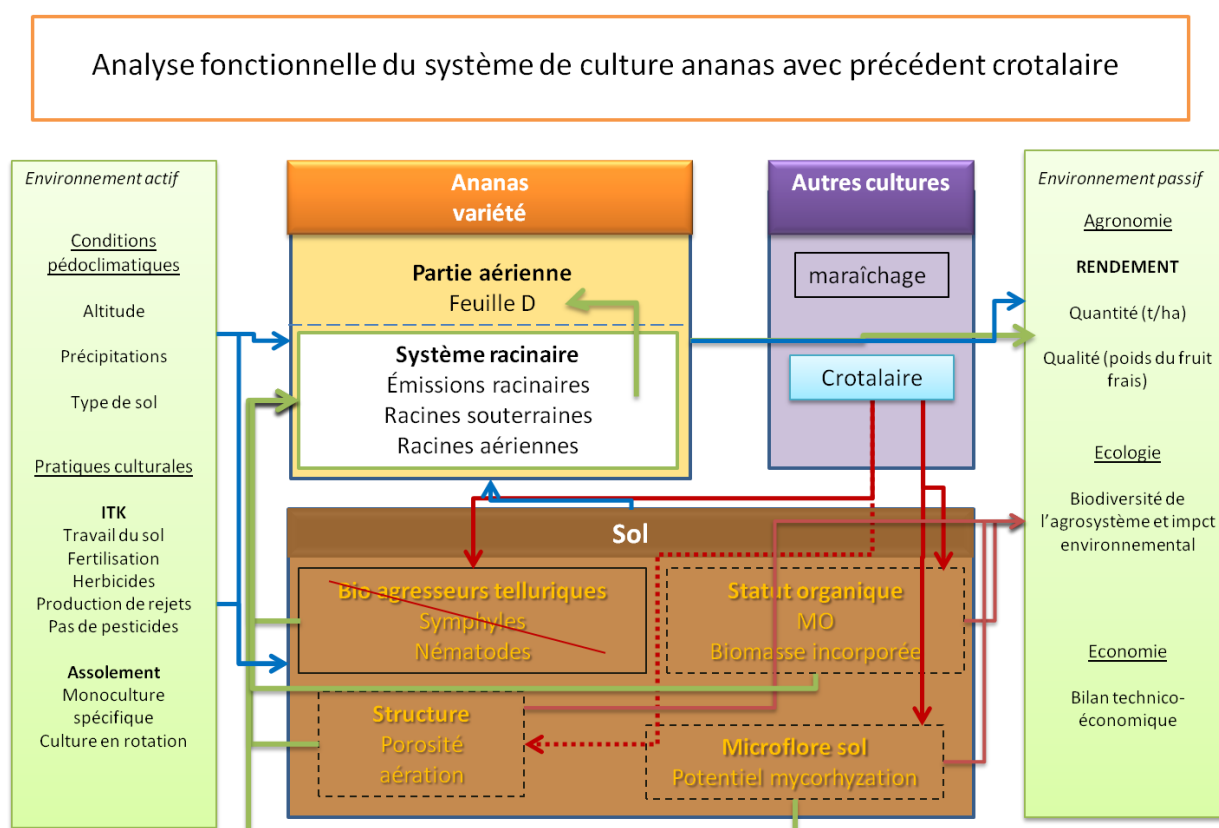 Analyse fonctionnelle du système de culture ananas avec précédent crotalaire
Environnement actif
Conditions
pédoclimatiques
Altitude
Précipitations
Type de sol
Pratiques culturales
ITK
Travail du sol
Fertilisation
Herbicides
Production de rejets
Pas de pesticides
Assolement
Monoculture
spécifique
Culture en rotation
Ananas
variété
Partie aérienne
Feuille D
Système racinaire
Émissions racinaires
Racines souterraines
Racines aériennes
Autres cultures
maraîchage
Crotalaire
Sol
Bio agresseurs telluriques
Symphyles
Nématodes
Statut organique
MO
Biomasse incorporée
Structure
Porosité
aération
Microflore sol
Potentiel mycorhyzation
Environnement passif
Agronomie
RENDEMENT
Quantité (t/ha)
Qualité (poids du fruit
frais)
Ecologie
Biodiversité de
l'agrosystème et impct
environnemental
Economie
Bilan technico-
économique